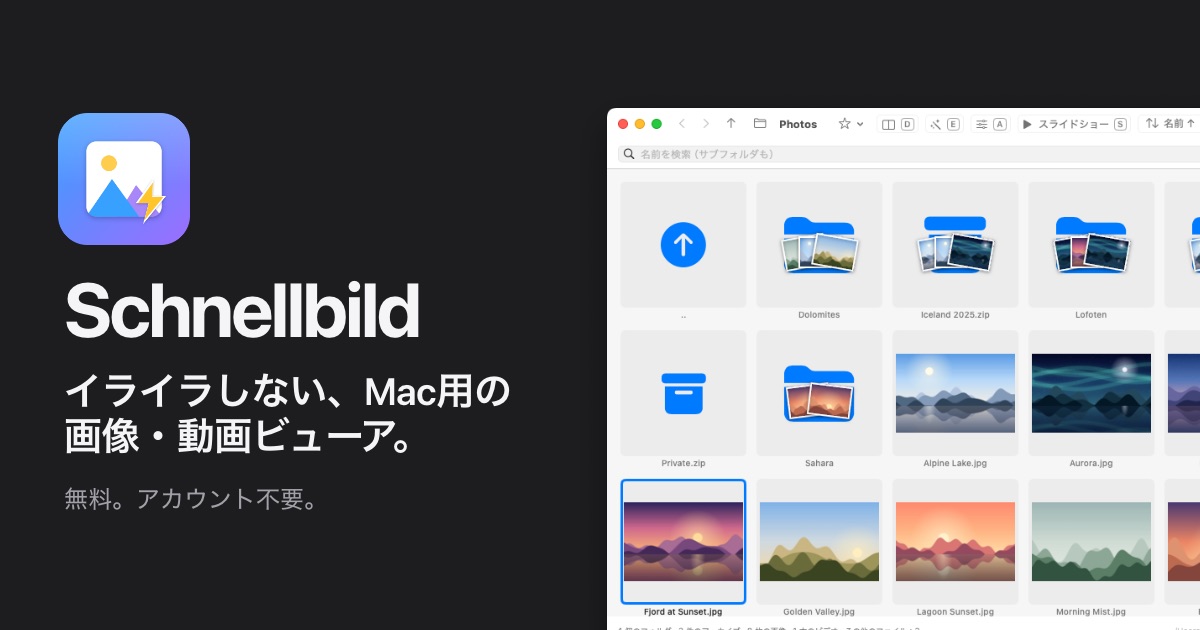 Schnellbild
イライラしない、Mac用の
画像・動画ビューア。
無料。アカウント不要。
Photos
D
E
A
スライドショー S
名前
名前を検索 (サブフォルダも)
..
Dolomites
Iceland 2025.zip
Lofoten
Private.zip
Sahara
Alpine Lake.jpg
Aurora.jpg
Fjord at Sunset.jpg
Golden Valley.jpg
Lagoon Sunset.jpg
Morning Mist.jpg